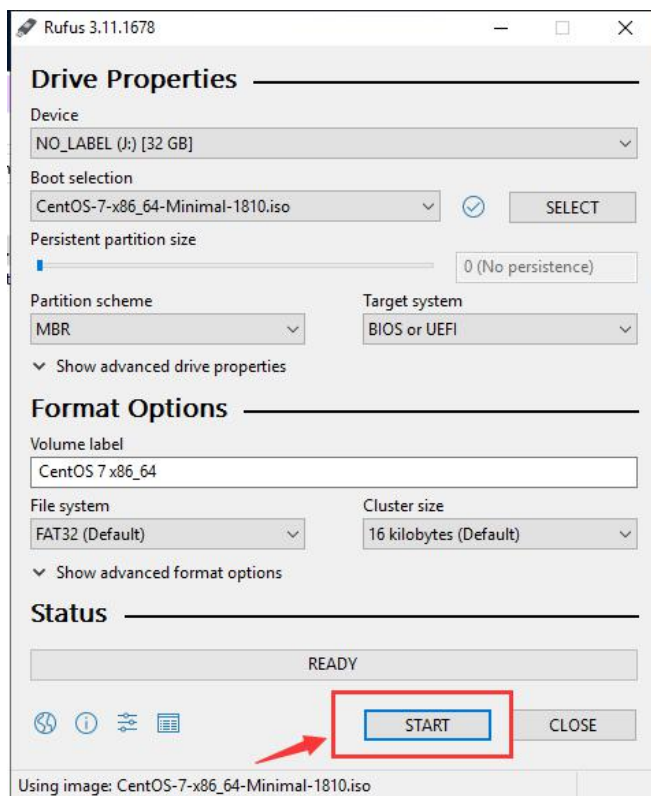 Rufus 3.11.1678
Drive Properties
Device
NO_LABEL (J:) [32 GB]
Boot selection
CentOS-7-x86_64-Minimal-1810.iso
SELECT
Persistent partition size
0 (No persistence)
Partition scheme
Target system
MBR
BIOS or UEFI
Show advanced drive properties
Format Options
Volume label
CentOS 7 x86_64
File system
Cluster size
FAT32 (Default)
16 kilobytes (Default)
Show advanced format options
Status
READY
START
CLOSE
Using image: CentOS-7-x86_64-Minimal-1810.iso